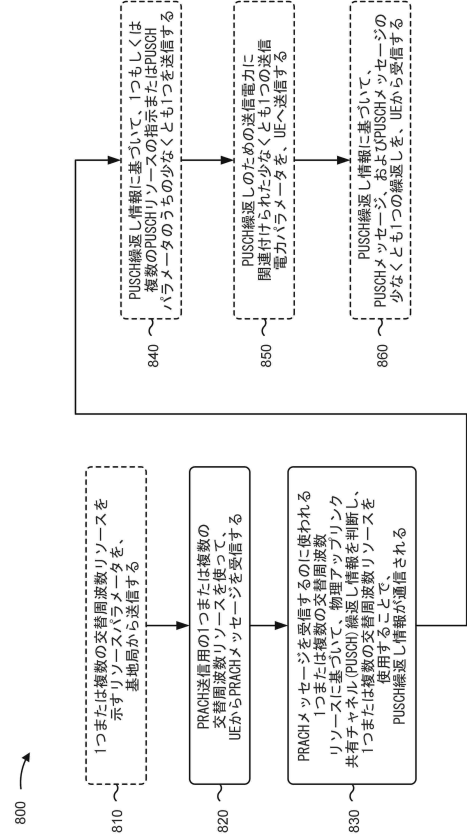 800
810
1つまたは複数の交替周波数リソースを
示すリソースパラメータを、
基地局から送信する
820
PRACH送信用の1つまたは複数の
交替周波数リソースを使って、
UEからPRACHメッセージを受信する
830
PRACHメッセージを受信するのに使われる
1つまたは複数の交替周波数
リソースに基づいて、物理アップリンク
共有チャネル(PUSCH)繰返し情報を判断し、
1つまたは複数の交替周波数リソースを
使用することで、
PUSCH繰返し情報が通信される
840
PUSCH繰返し情報に基づいて、1つもしくは
複数のPUSCHリソースの指示またはPUSCH
パラメータのうちの少なくとも1つを送信する
850
PUSCH繰返しのための送信電力に
関連付けられた少なくとも1つの送信
電力パラメータを、UEへ送信する
860
PUSCH繰返し情報に基づいて、
PUSCHメッセージ、およびPUSCHメッセージの
少なくとも1つの繰返しを、UEから受信する